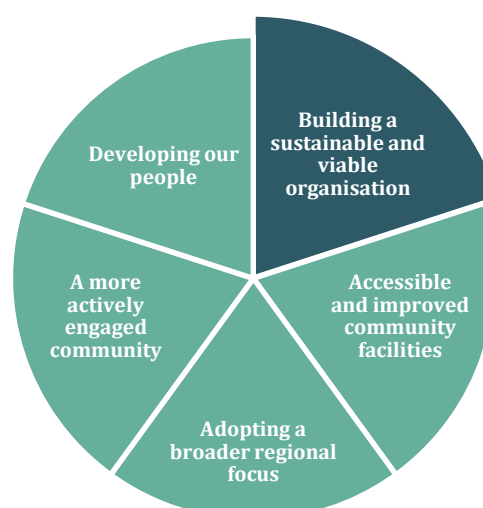 Building a
sustainable and
viable
organisation
Accessible
and improved
community
facilities
Adopting a
broader regional
focus
A more
actively
engaged
community
Developing our
people